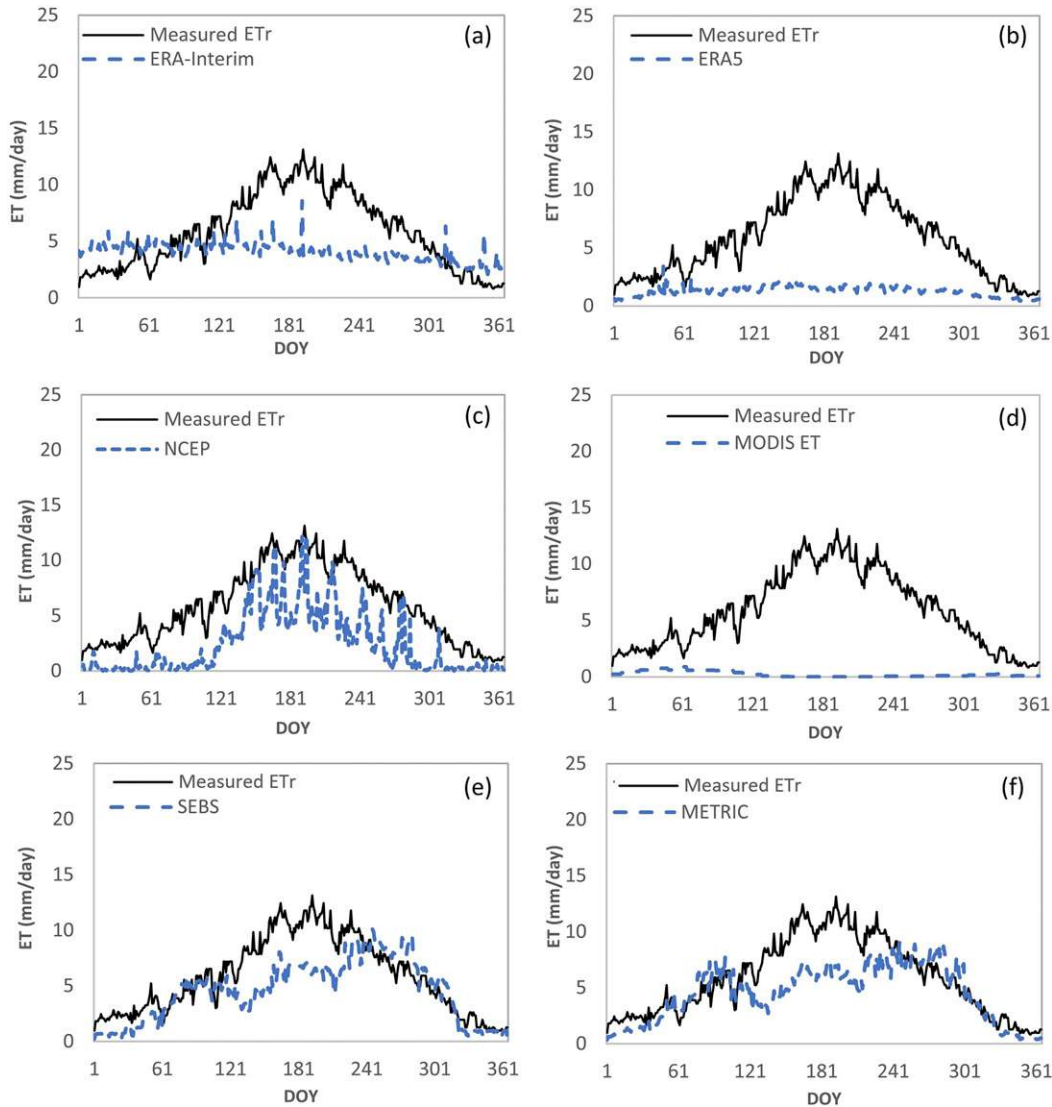 25
Measured ETr
(a)
ERA-Interim
20
15
10
5
0
ET (mm/day)
1 61 121 181 241 301 361
DOY
25
Measured ETr
(b)
ERA5
20
15
10
5
0
ET (mm/day)
1 61 121 181 241 301 361
DOY
25
Measured ETr
(c)
NCEP
20
15
10
5
0
ET (mm/day)
1 61 121 181 241 301 361
DOY
25
Measured ETr
(d)
MODIS ET
20
15
10
5
0
ET (mm/day)
1 61 121 181 241 301 361
DOY
25
Measured ETr
(e)
SEBS
20
15
10
5
0
ET (mm/day)
1 61 121 181 241 301 361
DOY
25
Measured ETr
(f)
METRIC
20
15
10
5
0
ET (mm/day)
1 61 121 181 241 301 361
DOY